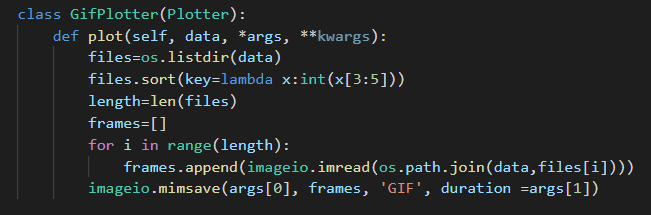 class GifPlotter(Plotter):
    def plot(self, data, *args, **kwargs):
        files=os.listdir(data)
        files.sort(key=lambda x:int(x[3:5]))
        length=len(files)
        frames=[]
        for i in range(length):
            frames.append(imageio.imread(os.path.join(data,files[i])))
        imageio.mimsave(args[0], frames, 'GIF', duration =args[1])